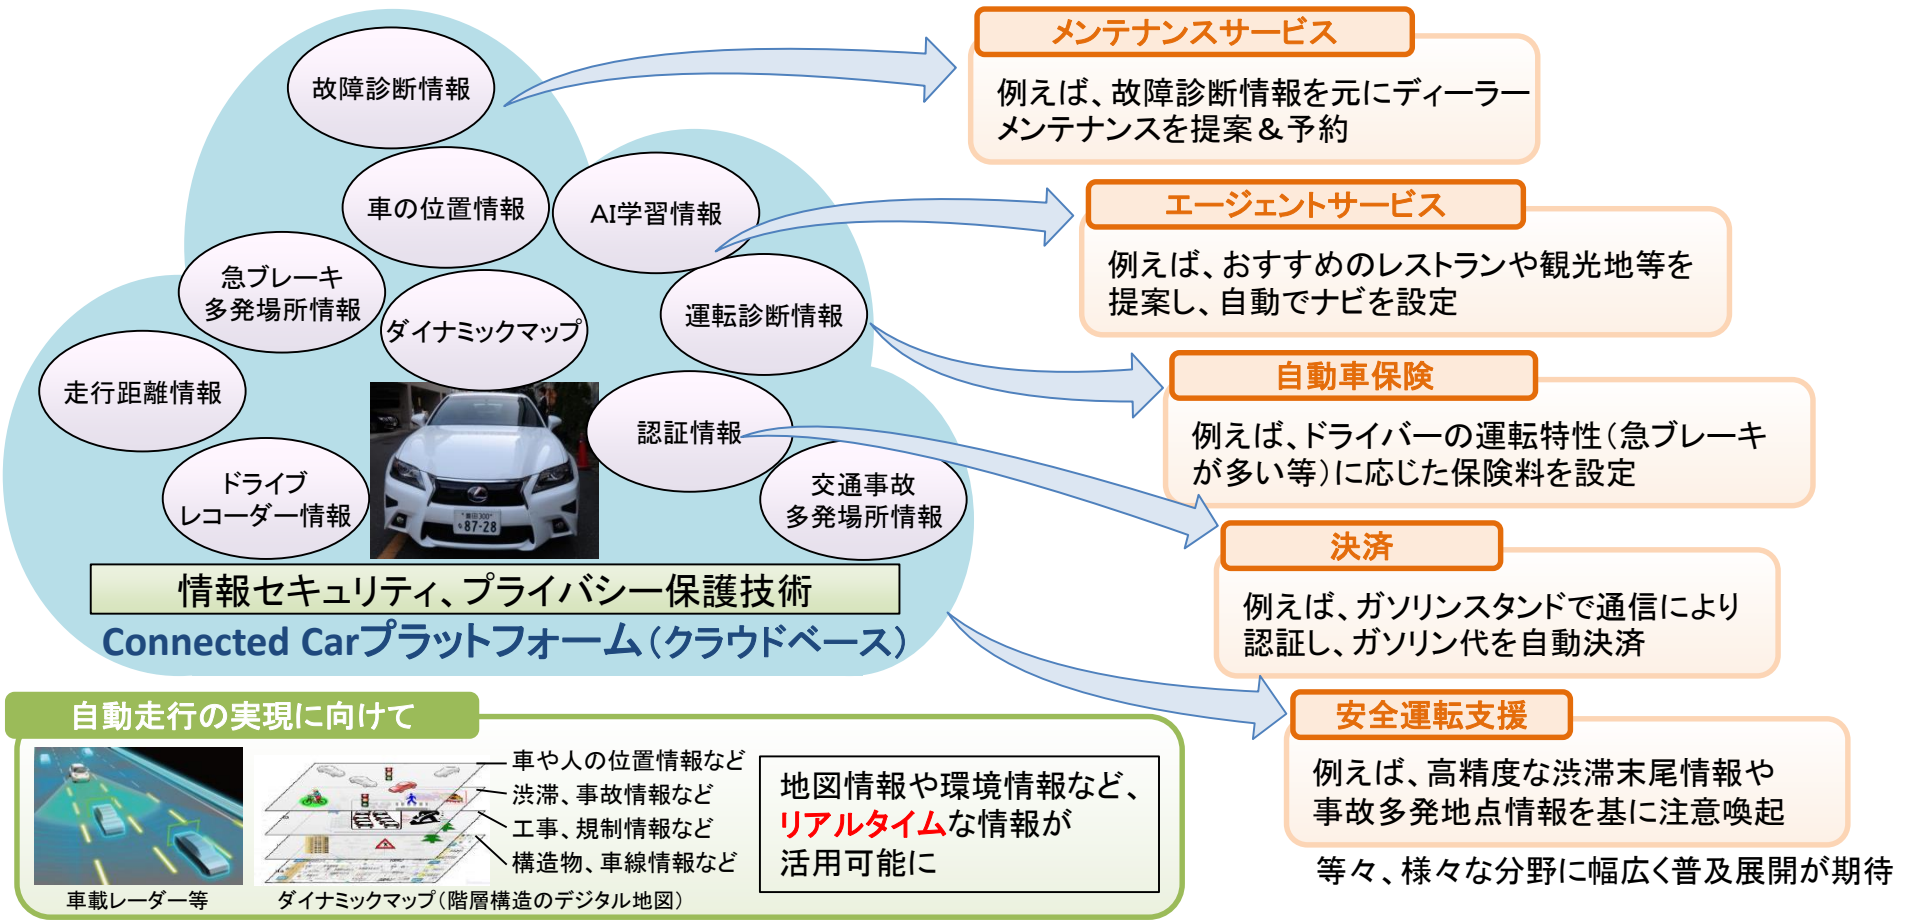 故障診断情報
車の位置情報
AI学習情報
急ブレーキ
多発場所情報
ダイナミックマップ
運転診断情報
走行距離情報
認証情報
ドライブ
レコーダー情報
交通事故
多発場所情報
87-28
情報セキュリティ、プライバシー保護技術
Connected Carプラットフォーム（クラウドベース）
メンテナンスサービス
例えば、故障診断情報を元にディーラー
メンテナンスを提案＆予約
エージェントサービス
例えば、おすすめのレストランや観光地等を
提案し、自動でナビを設定
自動車保険
例えば、ドライバーの運転特性（急ブレーキ
が多い等）に応じた保険料を設定
決済
例えば、ガソリンスタンドで通信により
認証し、ガソリン代を自動決済
安全運転支援
例えば、高精度な渋滞末尾情報や
事故多発地点情報を基に注意喚起
等々、様々な分野に幅広く普及展開が期待
自動走行の実現に向けて
車載レーダー等
車や人の位置情報など
渋滞、事故情報など
工事、規制情報など
構造物、車線情報など
ダイナミックマップ（階層構造のデジタル地図）
地図情報や環境情報など、
リアルタイムな情報が
活用可能に